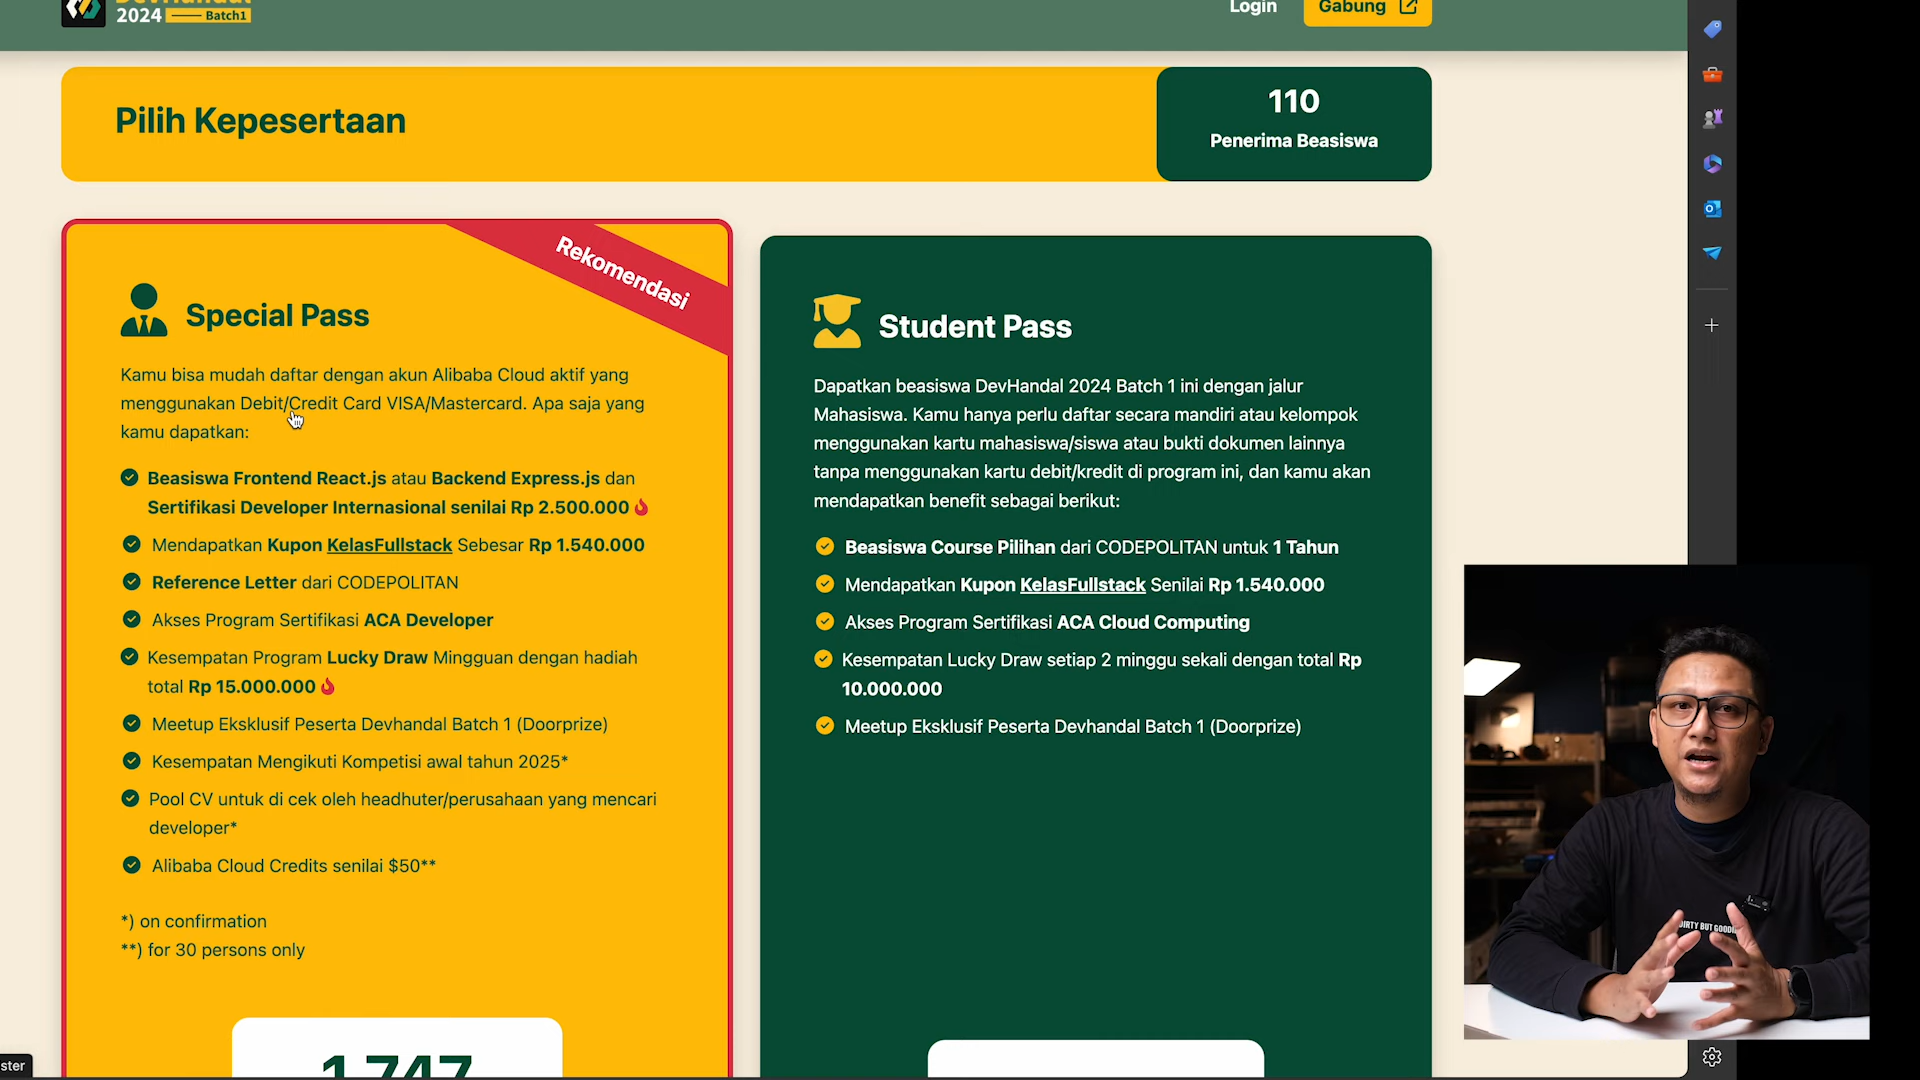 DevHandal
2024 Batch1
Login
Gabung
Pilih Kepesertaan
110
Penerima Beasiswa
Rekomendasi
Special Pass
Kamu bisa mudah daftar dengan akun Alibaba Cloud aktif yang
menggunakan Debit/Credit Card VISA/Mastercard. Apa saja yang
kamu dapatkan:
Beasiswa Frontend React.js atau Backend Express.js dan
Sertifikasi Developer Internasional senilai Rp 2.500.000
Mendapatkan Kupon KelasFullstack Sebesar Rp 1.540.000
Reference Letter dari CODEPOLITAN
Akses Program Sertifikasi ACA Developer
Kesempatan Program Lucky Draw Mingguan dengan hadiah
total Rp 15.000.000
Meetup Eksklusif Peserta Devhandal Batch 1 (Doorprize)
Kesempatan Mengikuti Kompetisi awal tahun 2025*
Pool CV untuk di cek oleh headhuter/perusahaan yang mencari
developer*
Alibaba Cloud Credits senilai $50**
*) on confirmation
**) for 30 persons only
1.747
Student Pass
Dapatkan beasiswa DevHandal 2024 Batch 1 ini dengan jalur
Mahasiswa. Kamu hanya perlu daftar secara mandiri atau kelompok
menggunakan kartu mahasiswa/siswa atau bukti dokumen lainnya
tanpa menggunakan kartu debit/kredit di program ini, dan kamu akan
mendapatkan benefit sebagai berikut:
Beasiswa Course Pilihan dari CODEPOLITAN untuk 1 Tahun
Mendapatkan Kupon KelasFullstack Senilai Rp 1.540.000
Akses Program Sertifikasi ACA Cloud Computing
Kesempatan Lucky Draw setiap 2 minggu sekali dengan total Rp
10.000.000
Meetup Eksklusif Peserta Devhandal Batch 1 (Doorprize)
DIRTY BUT
ster